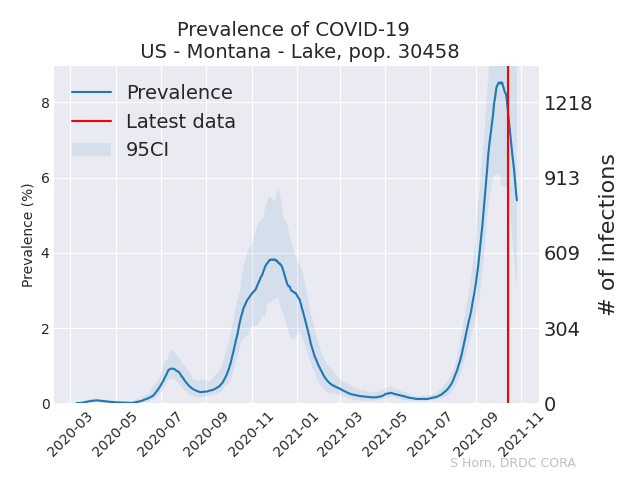 Prevalence of COVID-19
US - Montana - Lake, pop. 30458
Prevalence
Latest data
95CI
Prevalence (%)
8
6
4
2
0
1218
913
609
304
0
# of infections
2020-03
2020-05
2020-07
2020-09
2020-11
2021-01
2021-03
2021-05
2021-07
2021-09
2021-11
S Horn, DRDC CORA